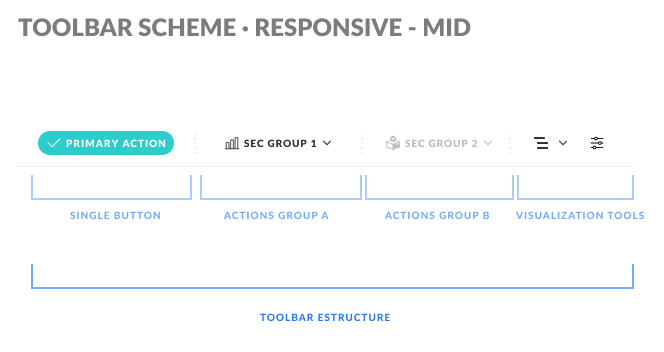 TOOLBAR SCHEME · RESPONSIVE - MID
PRIMARY ACTION SEC GROUP 1 SEC GROUP 2
SINGLE BUTTON ACTIONS GROUP A ACTIONS GROUP B VISUALIZATION TOOLS
TOOLBAR ESTRUCTURE